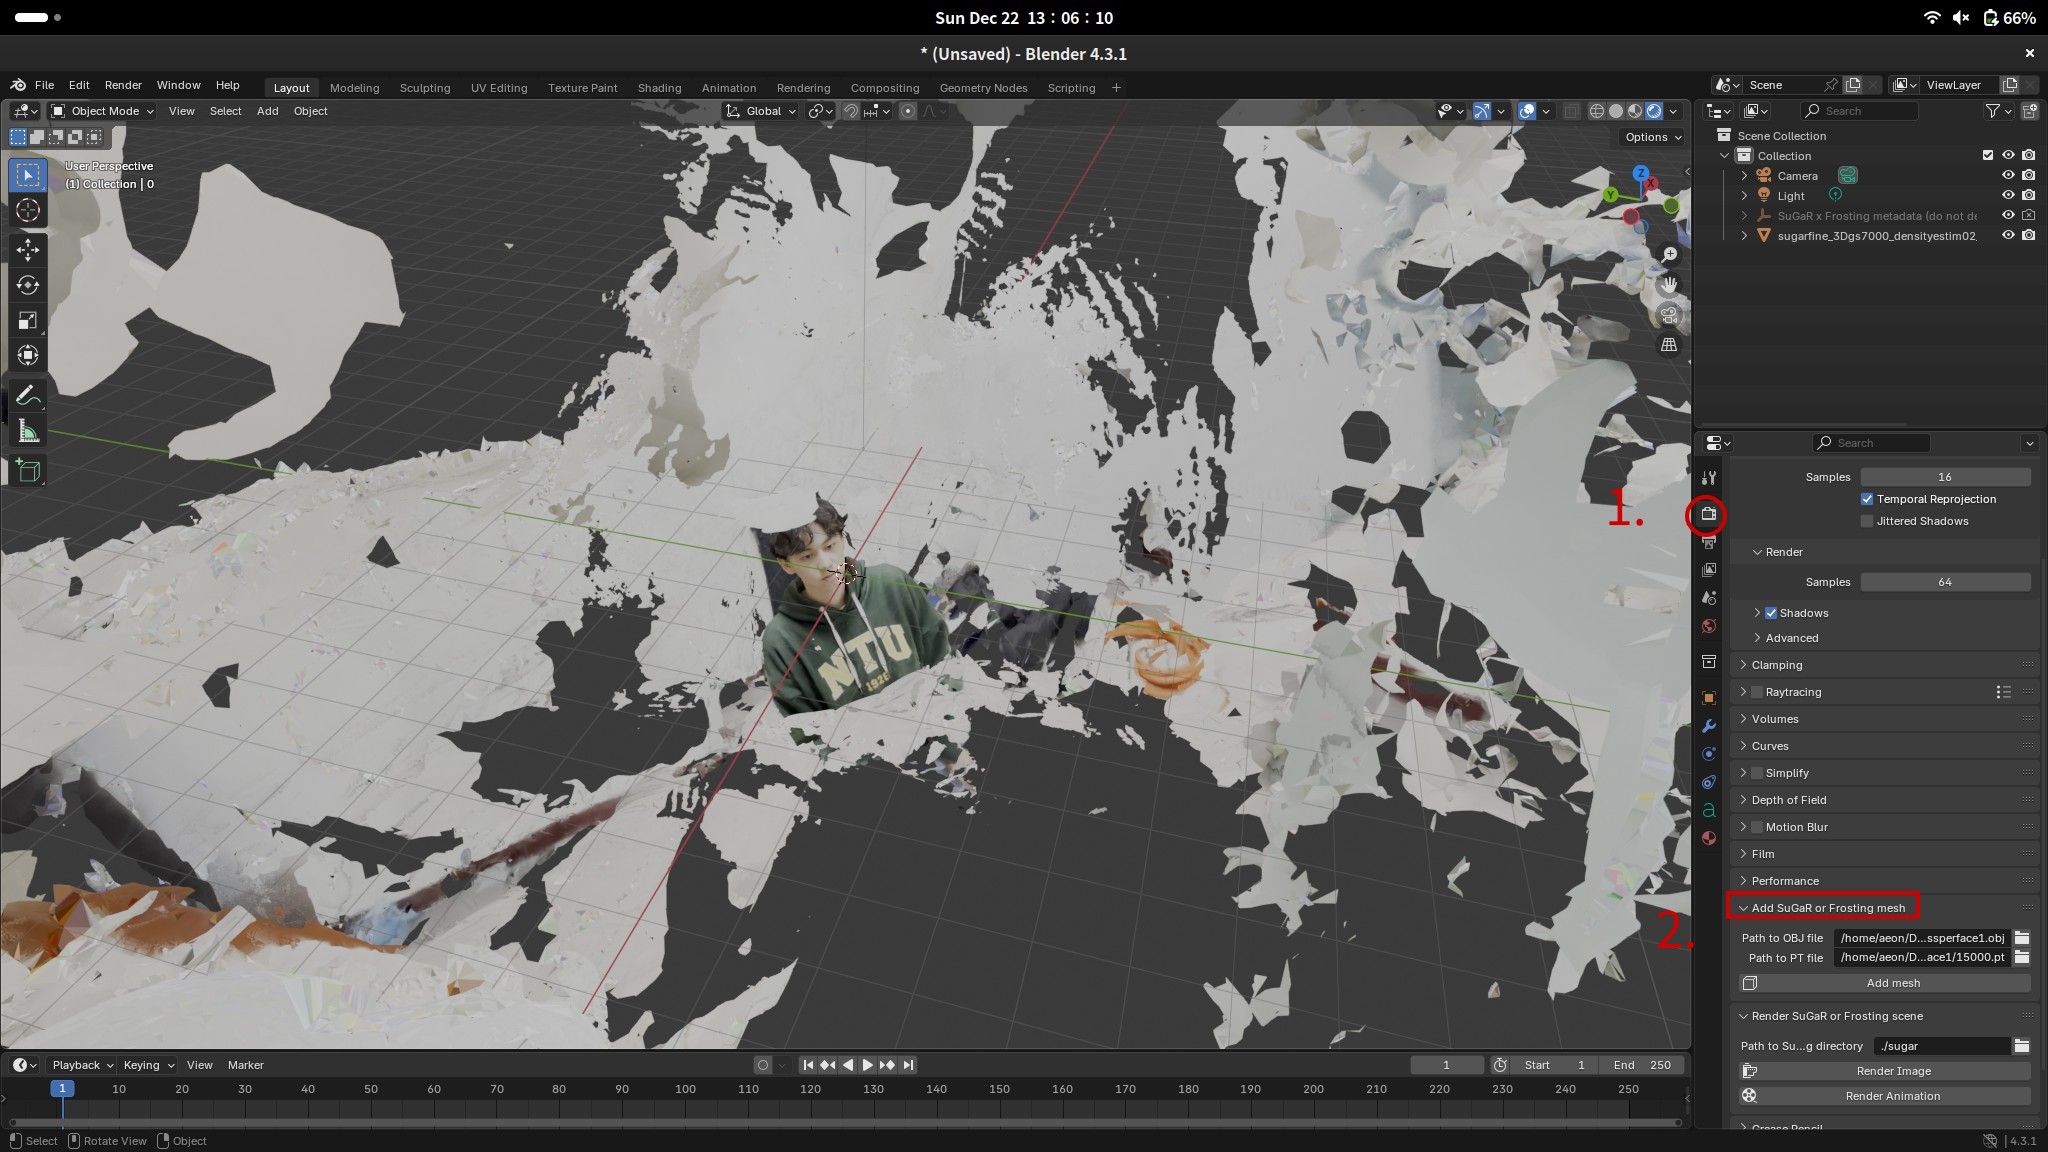 Sun Dec 22 13 : 06 : 10
66%
* (Unsaved) - Blender 4.3.1
File Edit Render Window Help
Layout Modeling Sculpting UV Editing Texture Paint Shading Animation Rendering Compositing Geometry Nodes Scripting +
Scene
ViewLayer
Object Mode View Select Add Object
Global
Search
Options
User Perspective
(1) Collection | 0
Z
X
Y
NTU
1928
Scene Collection
Collection
Camera
Light
SuGaR x Frosting metadata (do not de
sugarfine_3Dgs7000_densityestim02_
Search
1.
Samples 16
Temporal Reprojection
Jittered Shadows
Render
Samples 64
Shadows
Advanced
Clamping
Raytracing
Volumes
Curves
Simplify
Depth of Field
Motion Blur
Film
Performance
2.
Add SuGaR or Frosting mesh
Path to OBJ file /home/aeon/D...ssperface1.obj
Path to PT file /home/aeon/D...ace1/15000.pt
Add mesh
Render SuGaR or Frosting scene
Path to Su...g directory ./sugar
Render Image
Render Animation
Grease Pencil
Playback Keying View Marker
1
Start 1
End 250
1 10 20 30 40 50 60 70 80 90 100 110 120 130 140 150 160 170 180 190 200 210 220 230 240 250
Select Rotate View Object
4.3.1